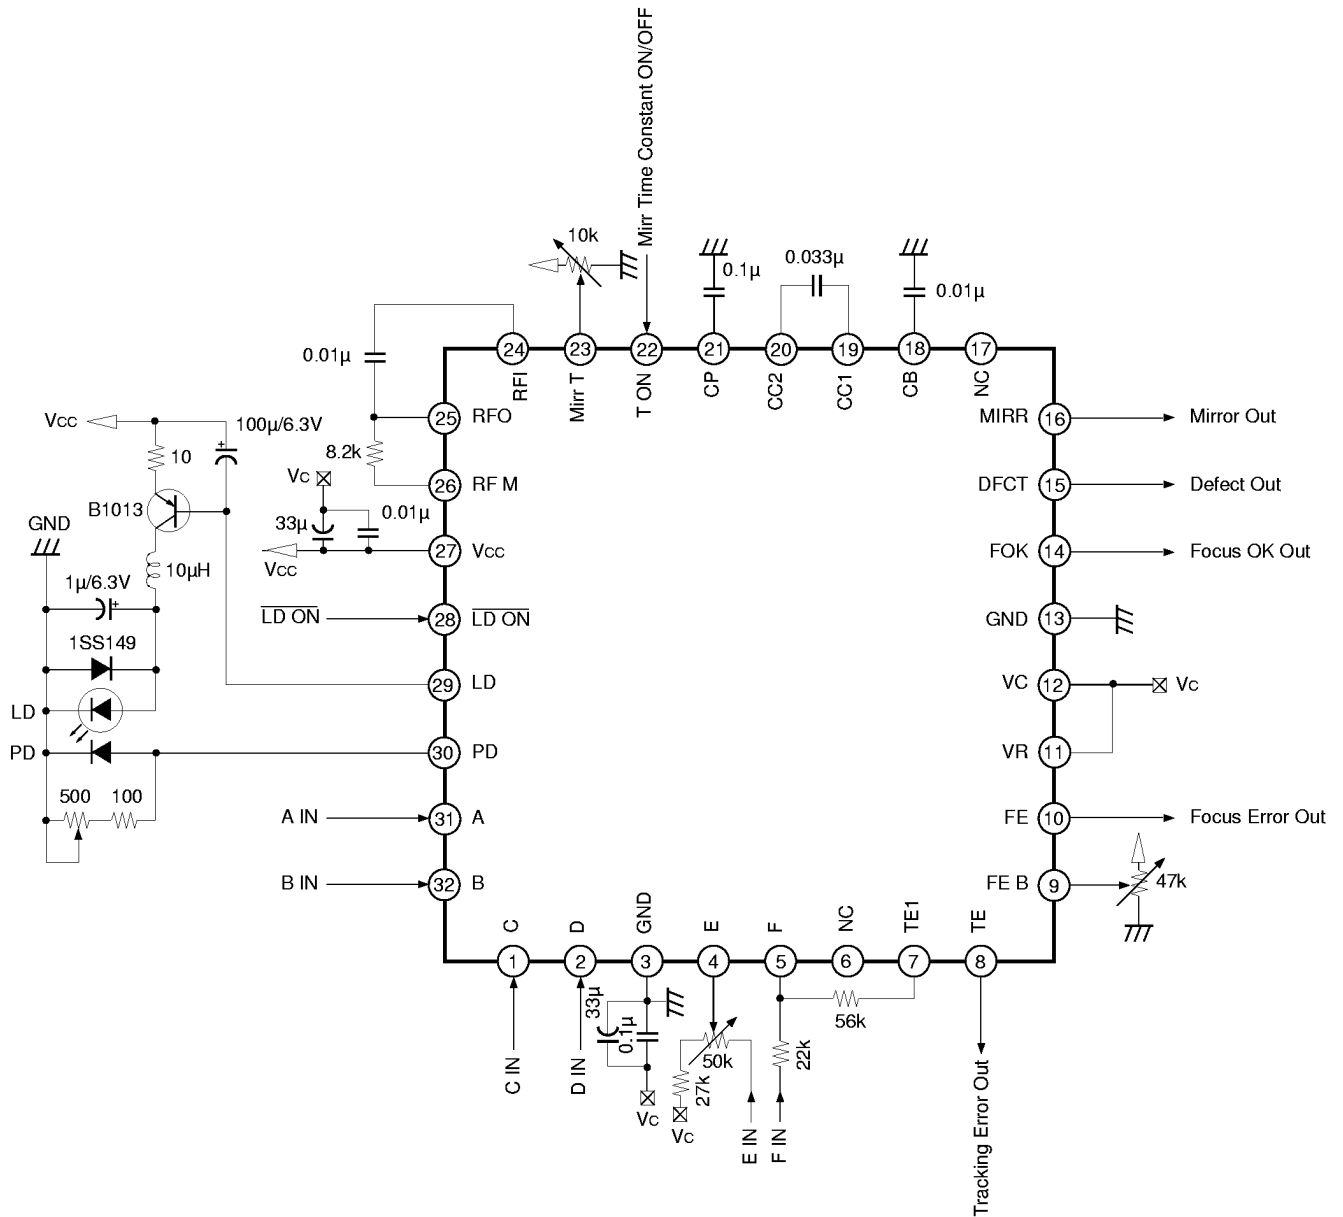 Mirr Time Constant ON/OFF
10k
0.1µ
0.033µ
0.01µ
0.01µ
24
23
22
21
20
19
18
17
RFI
Mirr T
T ON
CP
CC2
CC1
CB
NC
VCC
100µ/6.3V
25
RFO
MIRR
16
Mirror Out
10
8.2k
VC
26
RF M
DFCT
15
Defect Out
B1013
GND
33µ
0.01µ
VCC
27
VCC
FOK
14
Focus OK Out
10µH
1µ/6.3V
LD ON
28
LD ON
GND
13
1SS149
29
LD
VC
12
VC
LD
PD
30
PD
VR
11
500
100
A IN
31
A
FE
10
Focus Error Out
B IN
32
B
FE B
9
47k
C
D
GND
E
F
NC
TE1
TE
1
2
3
4
5
6
7
8
33µ
0.1µ
50k
27k
22k
56k
C IN
D IN
VC
VC
E IN
F IN
Tracking Error Out